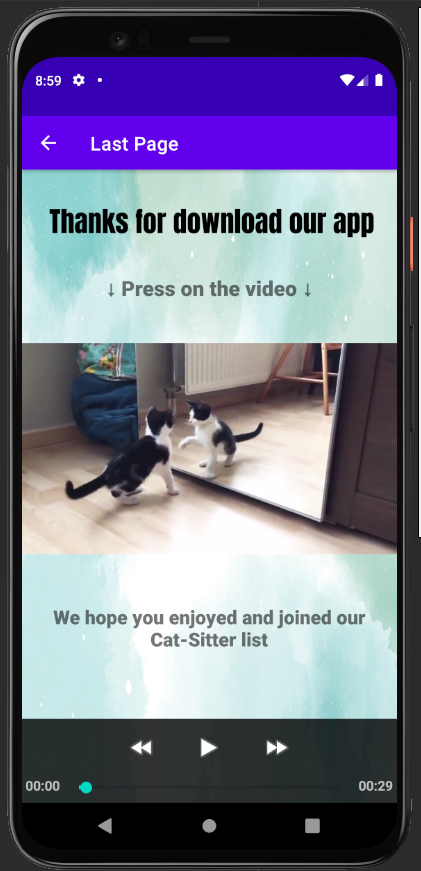 8:59
Last Page
Thanks for download our app
↓ Press on the video ↓
We hope you enjoyed and joined our
Cat-Sitter list
00:00
00:29